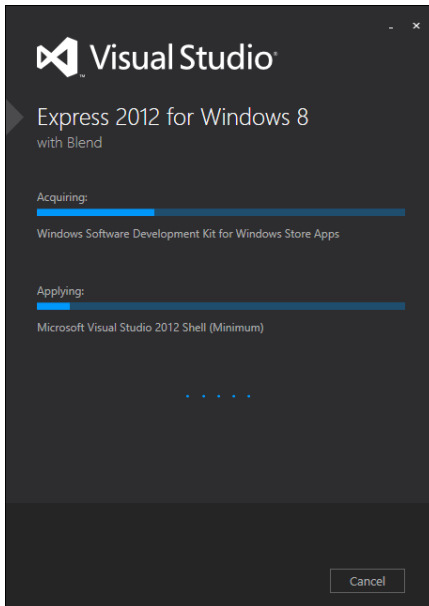 Visual Studio
Express 2012 for Windows 8
with Blend
Acquiring:
Windows Software Development Kit for Windows Store Apps
Applying:
Microsoft Visual Studio 2012 Shell (Minimum)
Cancel